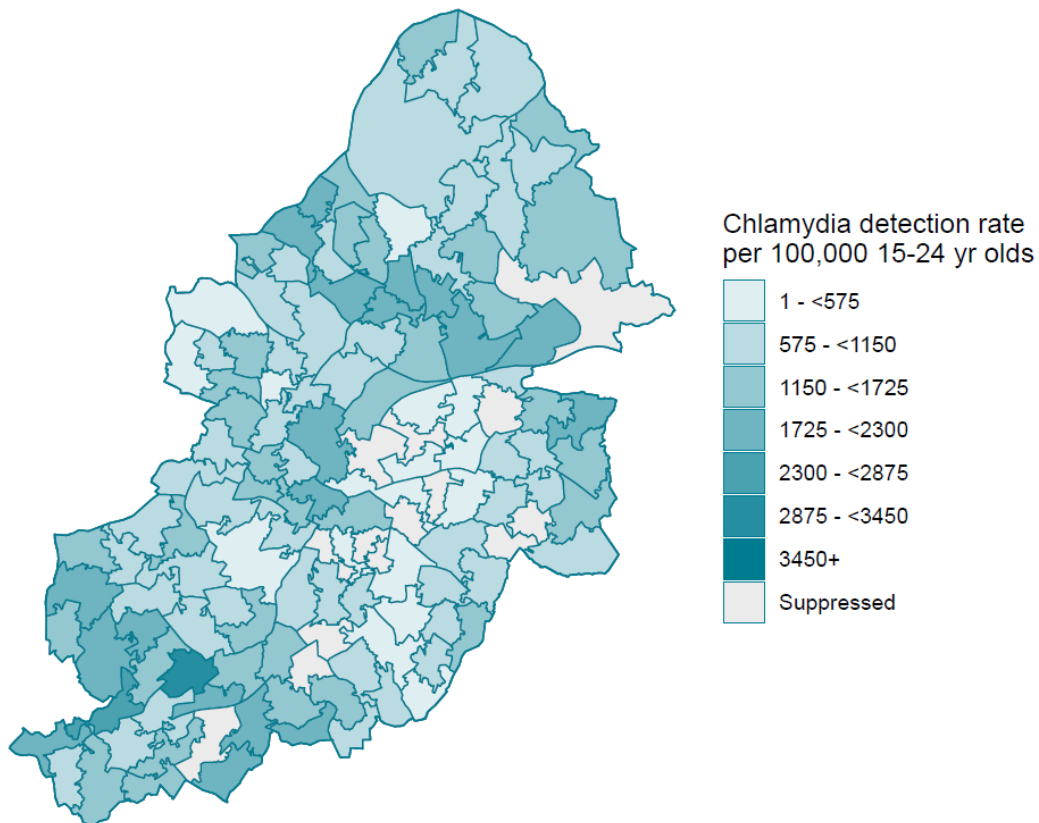 Chlamydia detection rate
per 100,000 15-24 yr olds
1 - <575
575 - <1150
1150 - <1725
1725 - <2300
2300 - <2875
2875 - <3450
3450+
Suppressed